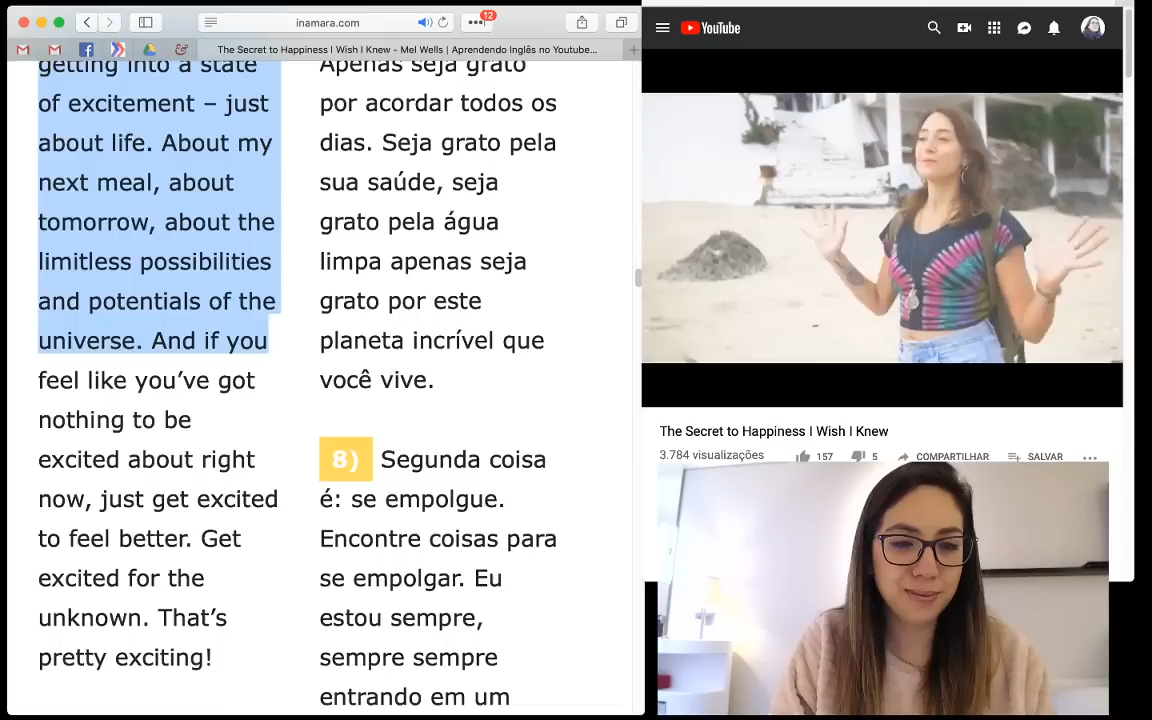 inamara.com
12
The Secret to Happiness I Wish I Knew - Mel Wells | Aprendendo Inglês no Youtube...
getting into a state
of excitement – just
about life. About my
next meal, about
tomorrow, about the
limitless possibilities
and potentials of the
universe. And if you
feel like you've got
nothing to be
excited about right
now, just get excited
to feel better. Get
excited for the
unknown. That's
pretty exciting!
Apenas seja grato
por acordar todos os
dias. Seja grato pela
sua saúde, seja
grato pela água
limpa apenas seja
grato por este
planeta incrível que
você vive.
8) Segunda coisa
é: se empolgue.
Encontre coisas para
se empolgar. Eu
estou sempre,
sempre sempre
entrando em um
YouTube
The Secret to Happiness I Wish I Knew
3.784 visualizações
157
5
COMPARTILHAR
SALVAR